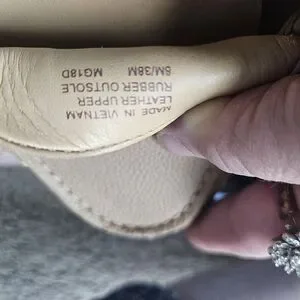 MADE IN VIETNAM
LEATHER UPPER
RUBBER OUTSOLE
8M/38M MG18D